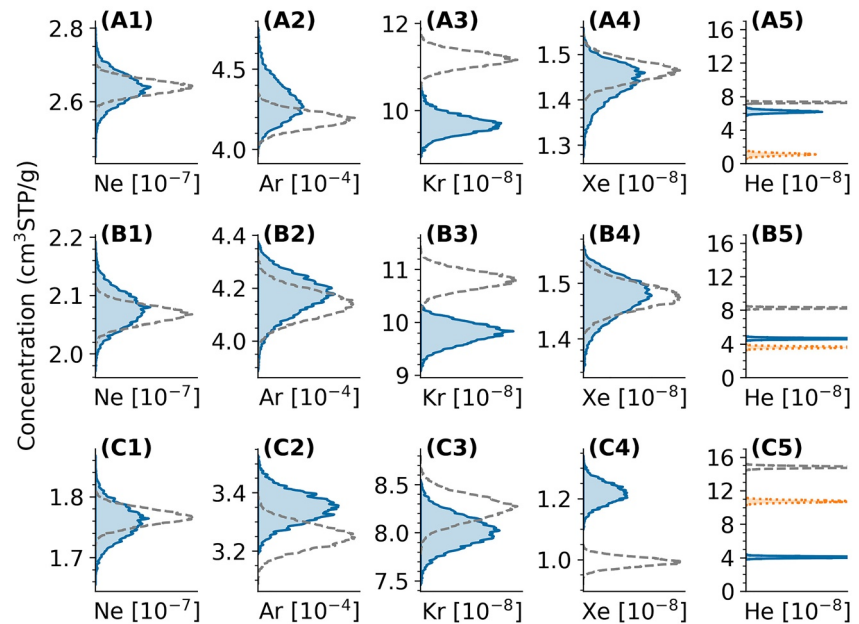 Concentration (cm³STP/g)
(A1) (A2) (A3) (A4) (A5)
2.8
2.6
Ne [10⁻⁷]
4.5
4.0
Ar [10⁻⁴]
12
10
Kr [10⁻⁸]
1.5
1.4
1.3
Xe [10⁻⁸]
16
12
8
4
0
He [10⁻⁸]
(B1) (B2) (B3) (B4) (B5)
2.2
2.1
2.0
Ne [10⁻⁷]
4.4
4.2
4.0
Ar [10⁻⁴]
11
10
9
Kr [10⁻⁸]
1.5
1.4
Xe [10⁻⁸]
16
12
8
4
0
He [10⁻⁸]
(C1) (C2) (C3) (C4) (C5)
1.8
1.7
Ne [10⁻⁷]
3.4
3.2
Ar [10⁻⁴]
8.5
8.0
7.5
Kr [10⁻⁸]
1.2
1.0
Xe [10⁻⁸]
16
12
8
4
0
He [10⁻⁸]